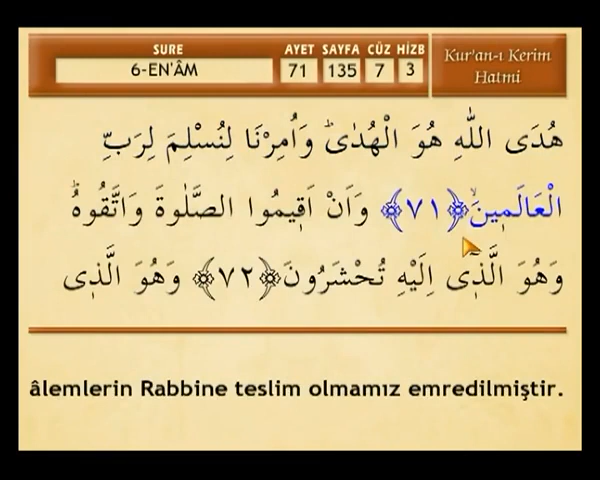 SURE AYET SAYFA CÜZ HİZB
6-EN'ÂM 71 135 7 3
Kur'an-ı Kerim
Hatmi
هُدَى اللّٰهِ هُوَ الْهُدٰىۜ وَاُمِرْنَا لِنُسْلِمَ لِرَبِّ
الْعَالَم۪ينَۙ ﴿٧١﴾ وَاَنْ اَق۪يمُوا الصَّلٰوةَ وَاتَّقُوهُۜ
وَهُوَ الَّذ۪ٓي اِلَيْهِ تُحْشَرُونَ ﴿٧٢﴾ وَهُوَ الَّذ۪ي
âlemlerin Rabbine teslim olmamız emredilmiştir.